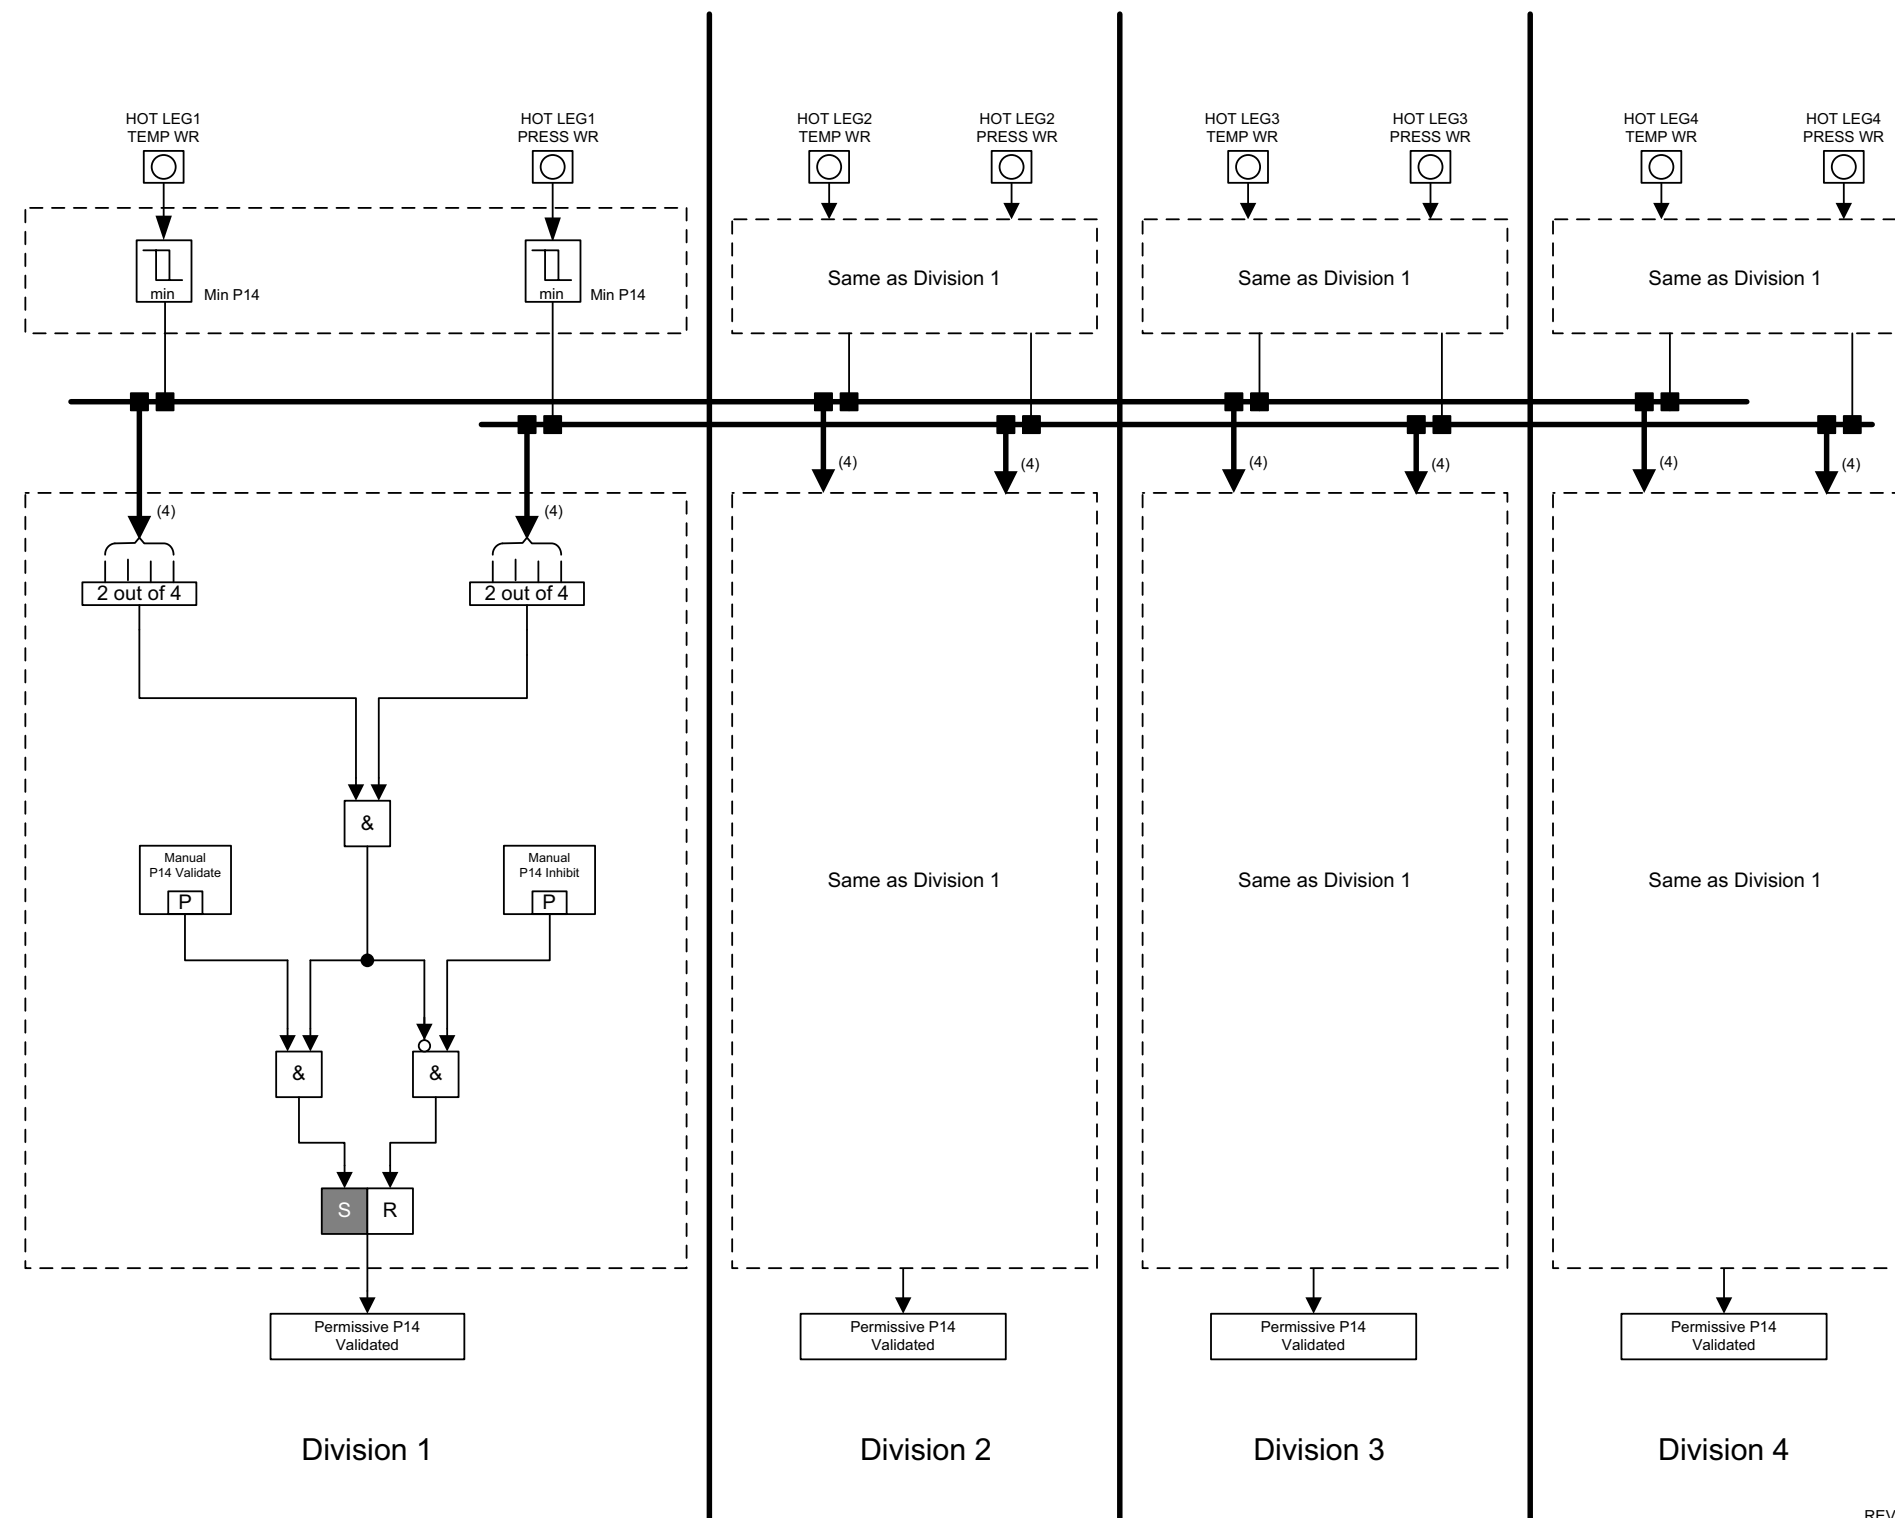 HOT LEG1
TEMP WR
HOT LEG1
PRESS WR
HOT LEG2
TEMP WR
HOT LEG2
PRESS WR
HOT LEG3
TEMP WR
HOT LEG3
PRESS WR
HOT LEG4
TEMP WR
HOT LEG4
PRESS WR
min
Min P14
min
Min P14
Same as Division 1
Same as Division 1
Same as Division 1
(4)
(4)
(4)
(4)
(4)
(4)
(4)
(4)
2 out of 4
2 out of 4
&
Manual
P14 Validate
P
Manual
P14 Inhibit
P
Same as Division 1
Same as Division 1
Same as Division 1
&
&
S
R
Permissive P14
Validated
Permissive P14
Validated
Permissive P14
Validated
Permissive P14
Validated
Division 1
Division 2
Division 3
Division 4
REV